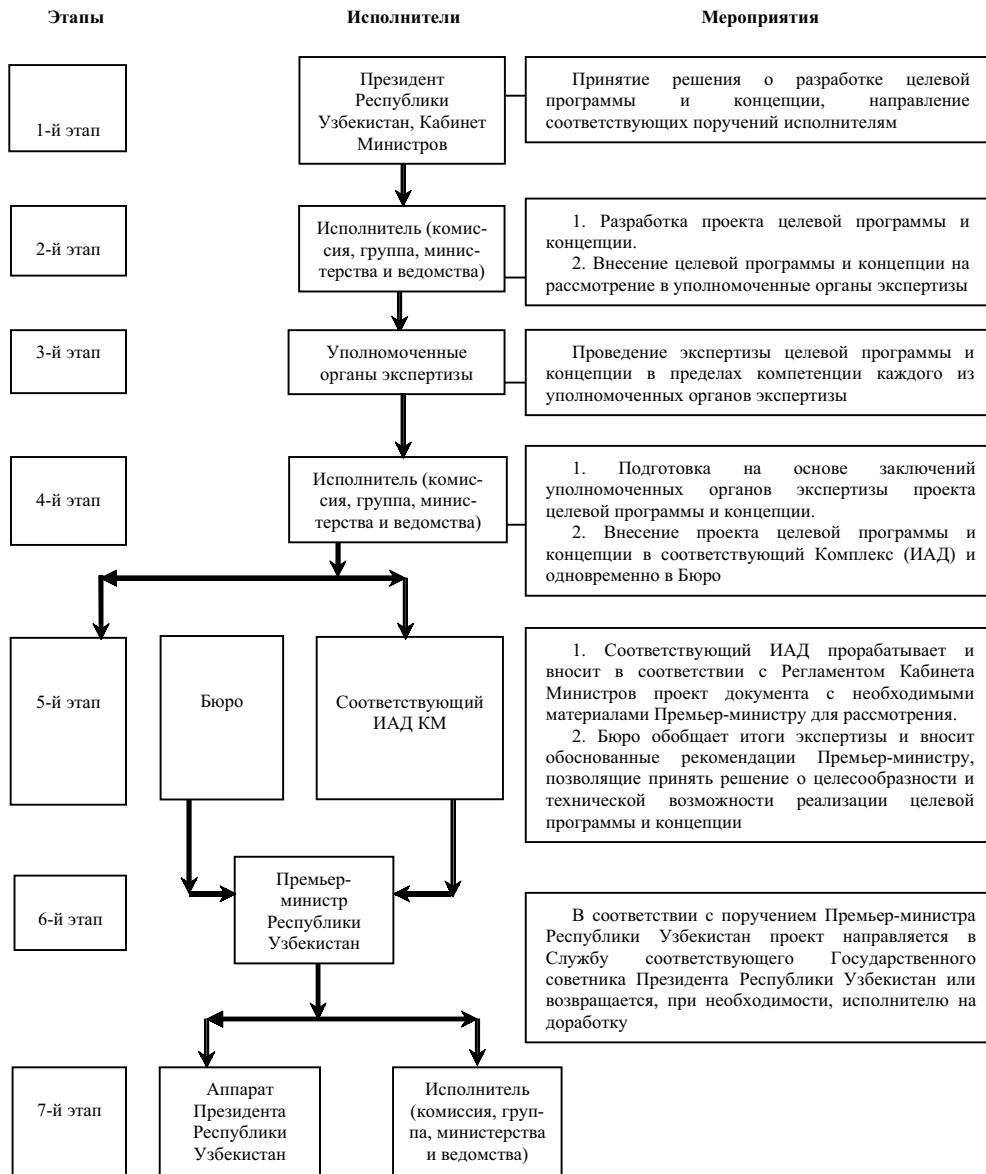 Этапы
Исполнители
Мероприятия
1-й этап
Президент
Республики
Узбекистан, Кабинет
Министров
Принятие решения о разработке целевой
программы и концепции, направление
соответствующих поручений исполнителям
2-й этап
Исполнитель (комис-
сия, группа, минис-
терства и ведомства)
1. Разработка проекта целевой программы и
концепции.
2. Внесение целевой программы и концепции на
рассмотрение в уполномоченные органы экспертизы
3-й этап
Уполномоченные
органы экспертизы
Проведение экспертизы целевой программы и
концепции в пределах компетенции каждого из
уполномоченных органов экспертизы
4-й этап
Исполнитель (комис-
сия, группа, минис-
терства и ведомства)
1. Подготовка на основе заключений
уполномоченных органов экспертизы проекта
целевой программы и концепции.
2. Внесение проекта целевой программы и
концепции в соответствующий Комплекс (ИАД) и
одновременно в Бюро
5-й этап
Бюро
Соответствующий
ИАД КМ
1. Соответствующий ИАД прорабатывает и
вносит в соответствии с Регламентом Кабинета
Министров проект документа с необходимыми
материалами Премьер-министру для рассмотрения.
2. Бюро обобщает итоги экспертизы и вносит
обоснованные рекомендации Премьер-министру,
позволящие принять решение о целесообразности и
технической возможности реализации целевой
программы и концепции
6-й этап
Премьер-
министр
Республики
Узбекистан
В соответствии с поручением Премьер-министра
Республики Узбекистан проект направляется в
Службу соответствующего Государственного
советника Президента Республики Узбекистан или
возвращается, при необходимости, исполнителю на
доработку
7-й этап
Аппарат
Президента
Республики
Узбекистан
Исполнитель
(комиссия, груп-
па, министерства
и ведомства)